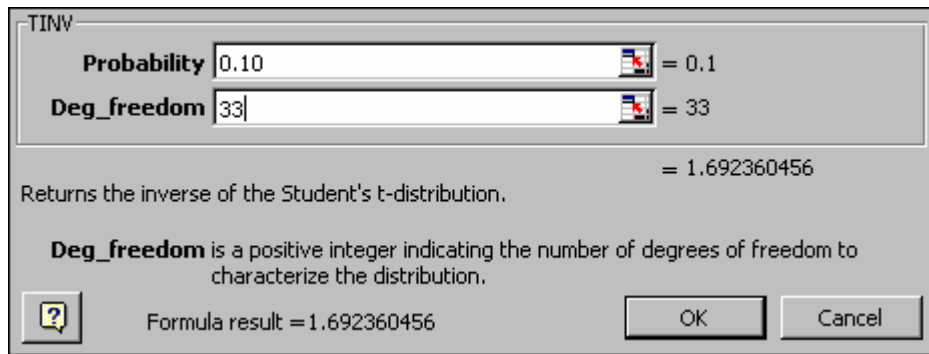 TINV
Probability 0.10 = 0.1
Deg_freedom 33 = 33
= 1.692360456
Returns the inverse of the Student's t-distribution.
Deg_freedom is a positive integer indicating the number of degrees of freedom to
characterize the distribution.
? Formula result =1.692360456 OK Cancel